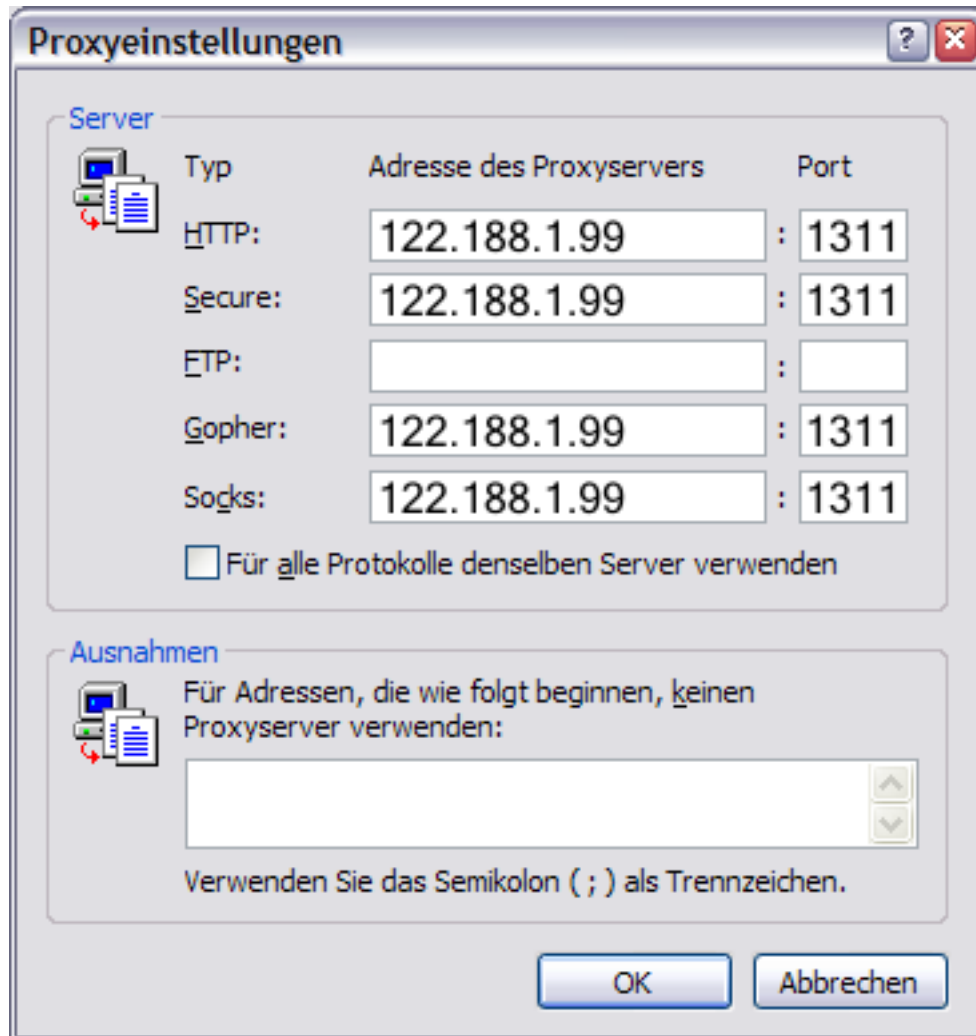 Proxyeinstellungen
Server
Typ Adresse des Proxyservers Port
HTTP: 122.188.1.99 : 1311
Secure: 122.188.1.99 : 1311
FTP: :
Gopher: 122.188.1.99 : 1311
Socks: 122.188.1.99 : 1311
Für alle Protokolle denselben Server verwenden
Ausnahmen
Für Adressen, die wie folgt beginnen, keinen
Proxyserver verwenden:
Verwenden Sie das Semikolon ( ; ) als Trennzeichen.
OK Abbrechen